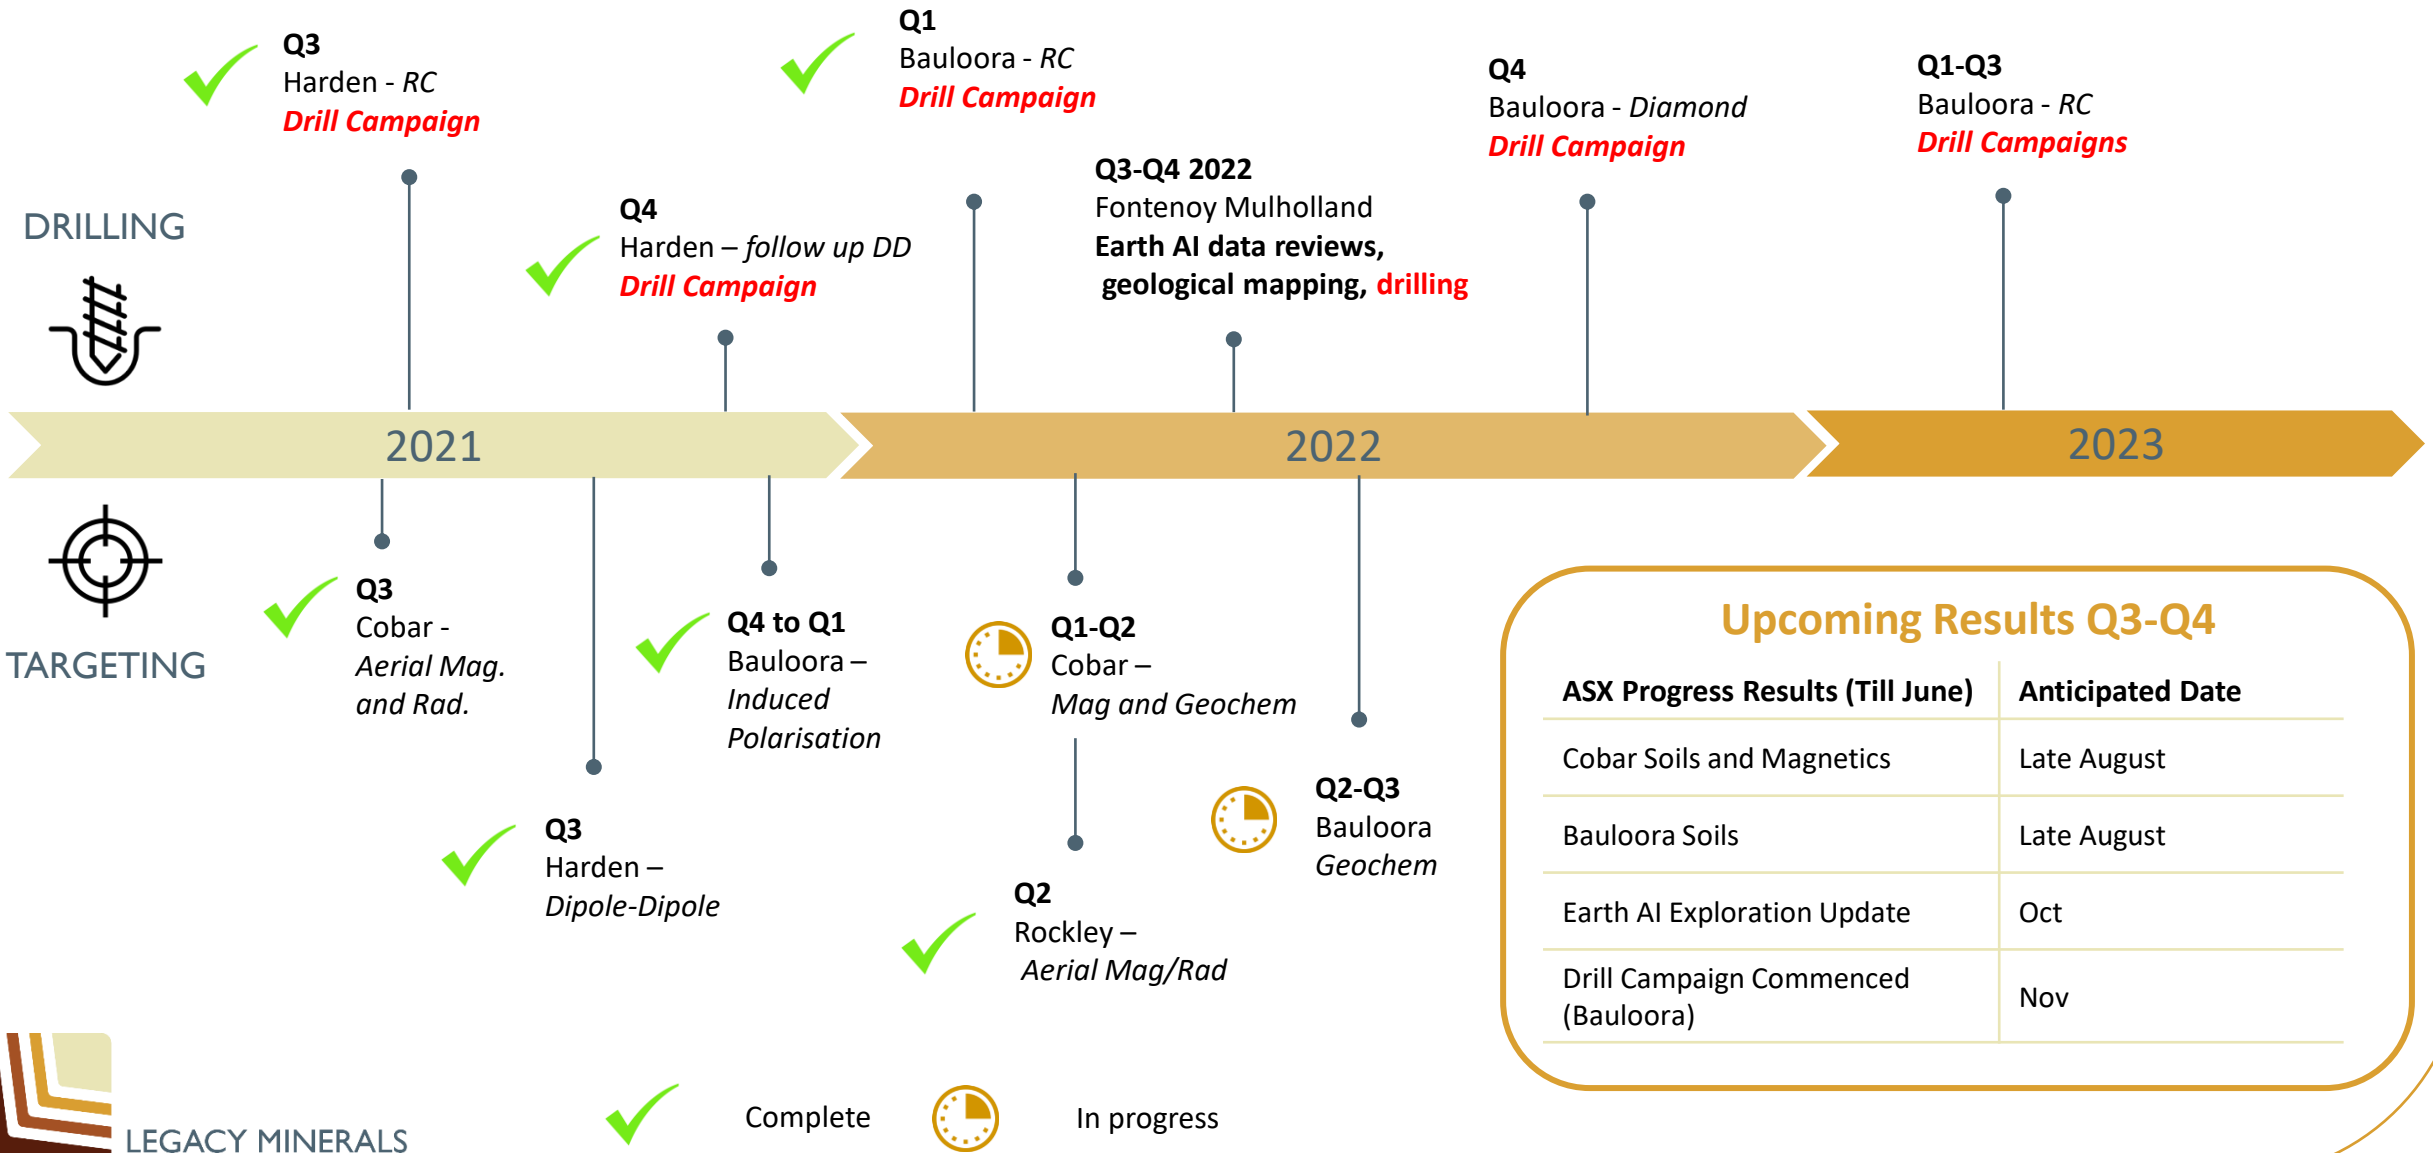 Q3
Harden - RC
Drill Campaign
Q4
Harden – follow up DD
Drill Campaign
Q1
Bauloora - RC
Drill Campaign
Q3-Q4 2022
Fontenoy Mulholland
Earth AI data reviews,
geological mapping, drilling
Q4
Bauloora - Diamond
Drill Campaign
Q1-Q3
Bauloora - RC
Drill Campaigns
DRILLING
2021
2022
2023
TARGETING
Q3
Cobar -
Aerial Mag.
and Rad.
Q3
Harden –
Dipole-Dipole
Q4 to Q1
Bauloora –
Induced
Polarisation
Q1-Q2
Cobar –
Mag and Geochem
Q2
Rockley –
Aerial Mag/Rad
Q2-Q3
Bauloora
Geochem
Upcoming Results Q3-Q4
ASX Progress Results (Till June) Anticipated Date
Cobar Soils and Magnetics Late August
Bauloora Soils Late August
Earth AI Exploration Update Oct
Drill Campaign Commenced
(Bauloora) Nov
Complete
In progress
LEGACY MINERALS